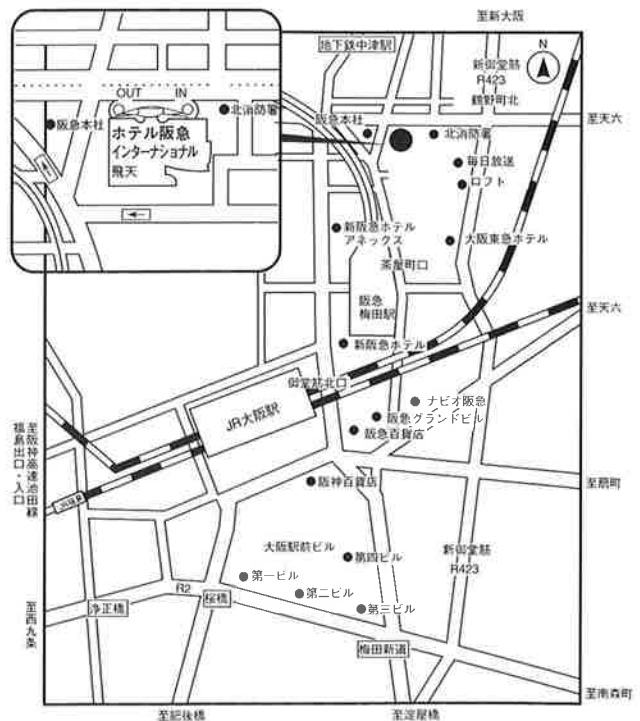 至新大阪
地下鉄中津駅
新御堂筋
R423
N
鶴野町北
至天六
OUT IN
北消防署
阪急本社
ホテル阪急
インターナショナル
飛天
阪急本社
北消防署
毎日放送
ロフト
新阪急ホテル
アネックス
大阪東急ホテル
茶屋町口
阪急
梅田駅
至天六
新阪急ホテル
御堂筋北口
JR大阪駅
ナビオ阪急
阪急グランドビル
阪急百貨店
至阪神高速池田線
福島出口・入口
阪神百貨店
至扇町
大阪駅前ビル
第四ビル
新御堂筋
R423
第一ビル
第二ビル
第三ビル
R2
桜橋
浄正橋
至西九条
梅田新道
至南森町
至肥後橋
至淀屋橋